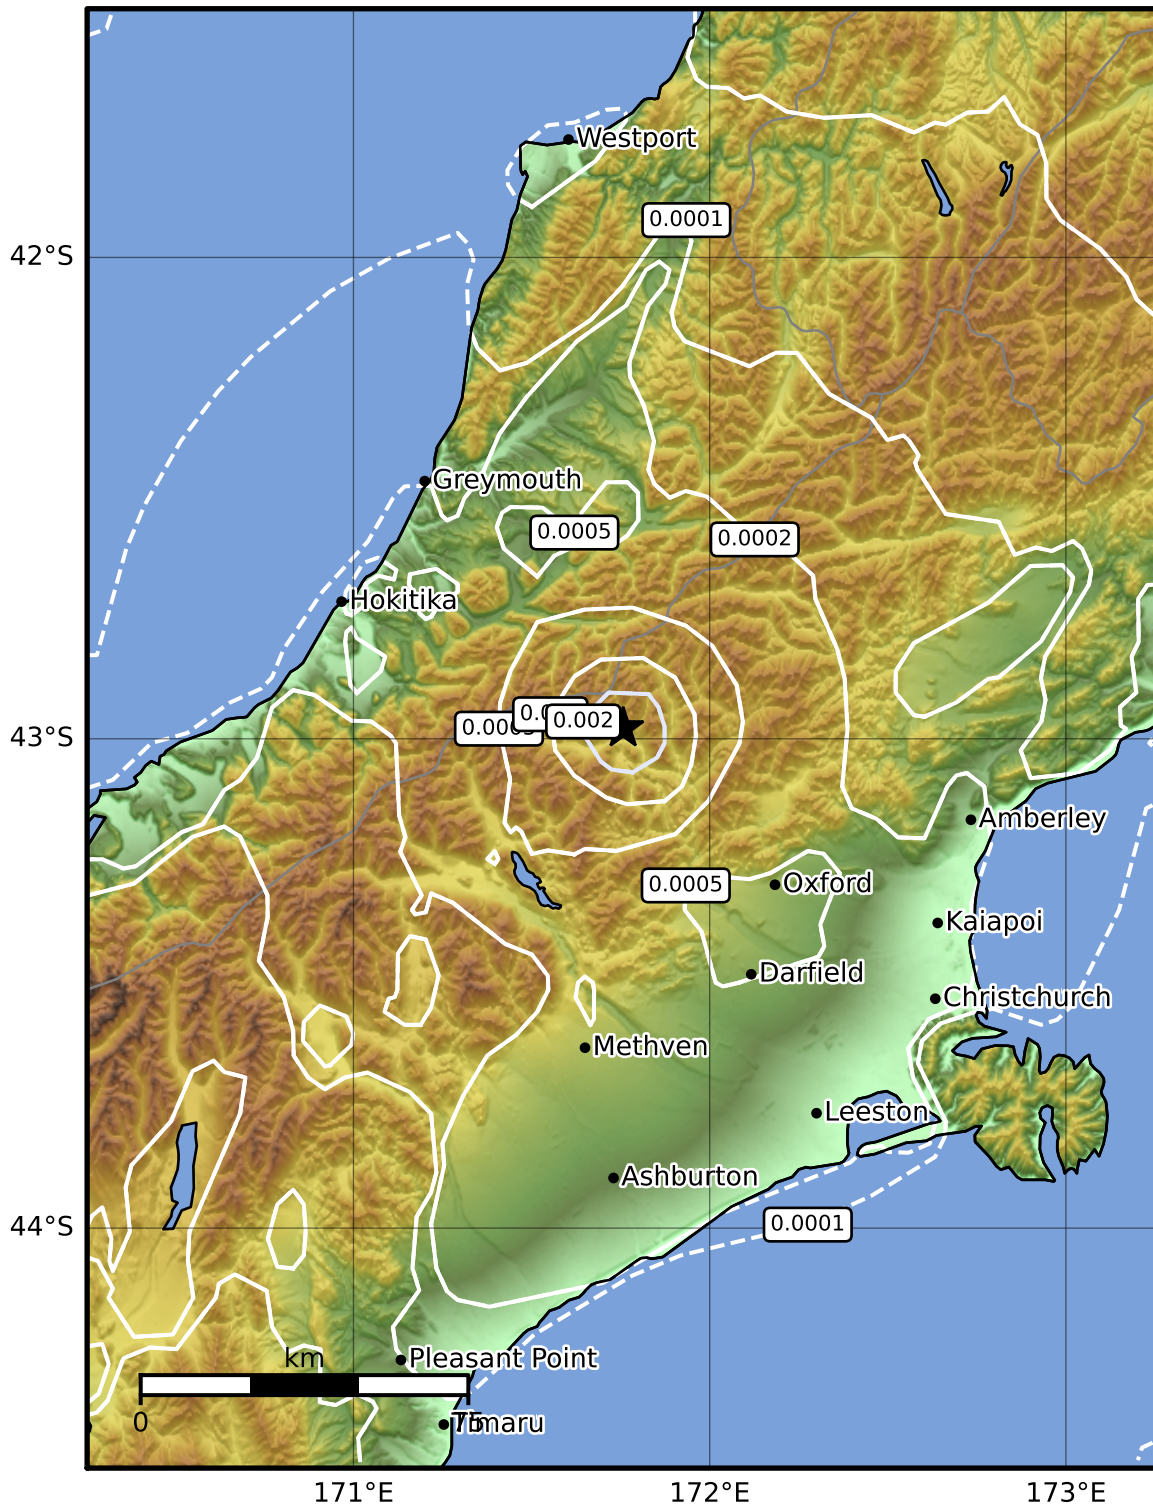 Westport
0.0001
42°S
Greymouth
0.0005
0.0002
Hokitika
0.002
43°S
Amberley
0.0005
Oxford
Kaiapoi
Darfield
Christchurch
Methven
Leeston
Ashburton
0.0001
44°S
km
Pleasant Point
0
Timaru
171°E
172°E
173°E